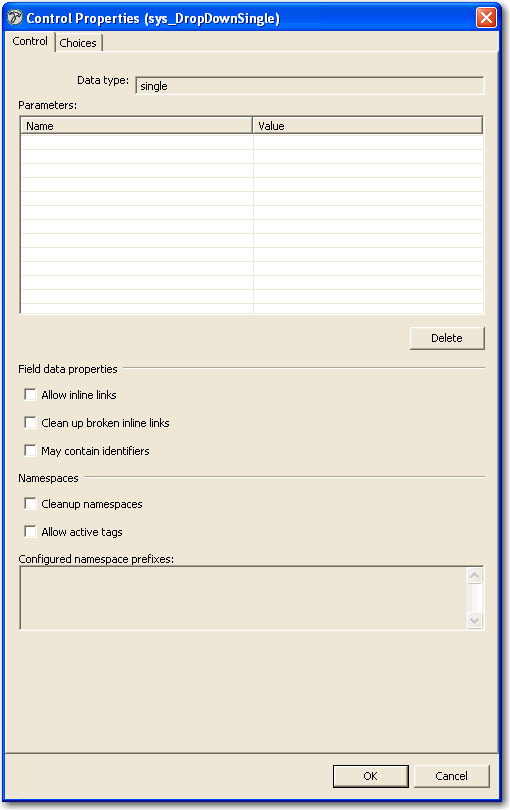 Control Properties (sys_DropDownSingle)
Control Choices
Data type: single
Parameters:
Name Value
Delete
Field data properties
Allow inline links
Clean up broken inline links
May contain identifiers
Namespaces
Cleanup namespaces
Allow active tags
Configured namespace prefixes:
OK Cancel